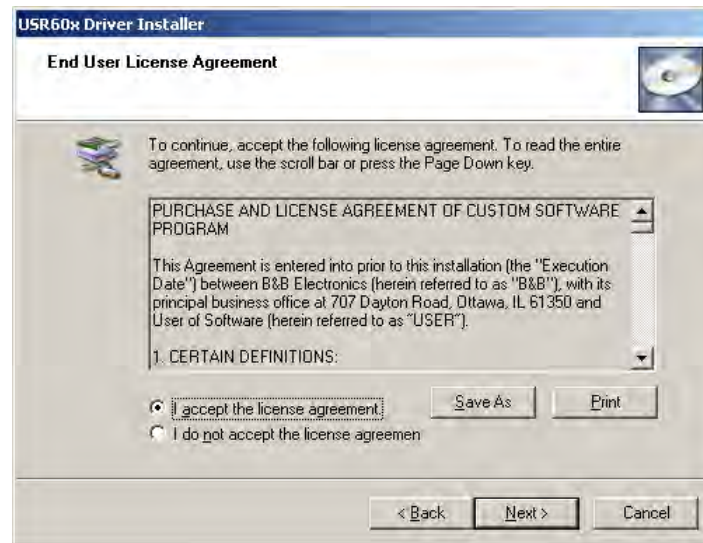 USR60x Driver Installer
End User License Agreement
To continue, accept the following license agreement. To read the entire
agreement, use the scroll bar or press the Page Down key.
PURCHASE AND LICENSE AGREEMENT OF CUSTOM SOFTWARE
PROGRAM
This Agreement is entered into prior to this installation (the "Execution
Date") between B&B Electronics (herein referred to as "B&B"), with its
principal business office at 707 Dayton Road, Ottawa, IL 61350 and
User of Software (herein referred to as "USER").
1. CERTAIN DEFINITIONS:
I accept the license agreement
Save As
Print
I do not accept the license agreemen
< Back
Next >
Cancel